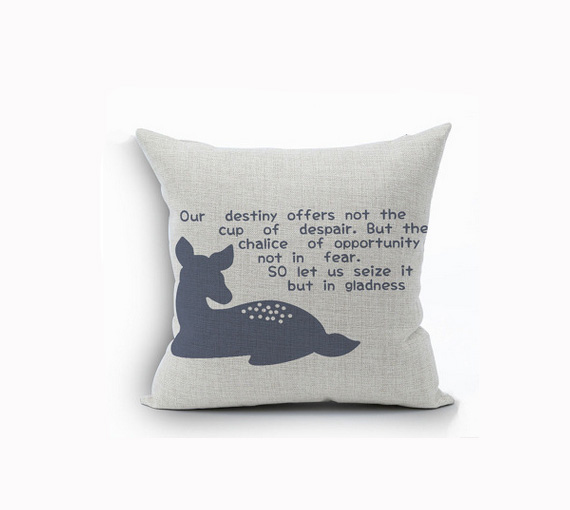 Our destiny offers not the
cup of despair. But the
chalice of opportunity
not in fear.
SO let us seize it
but in gladness